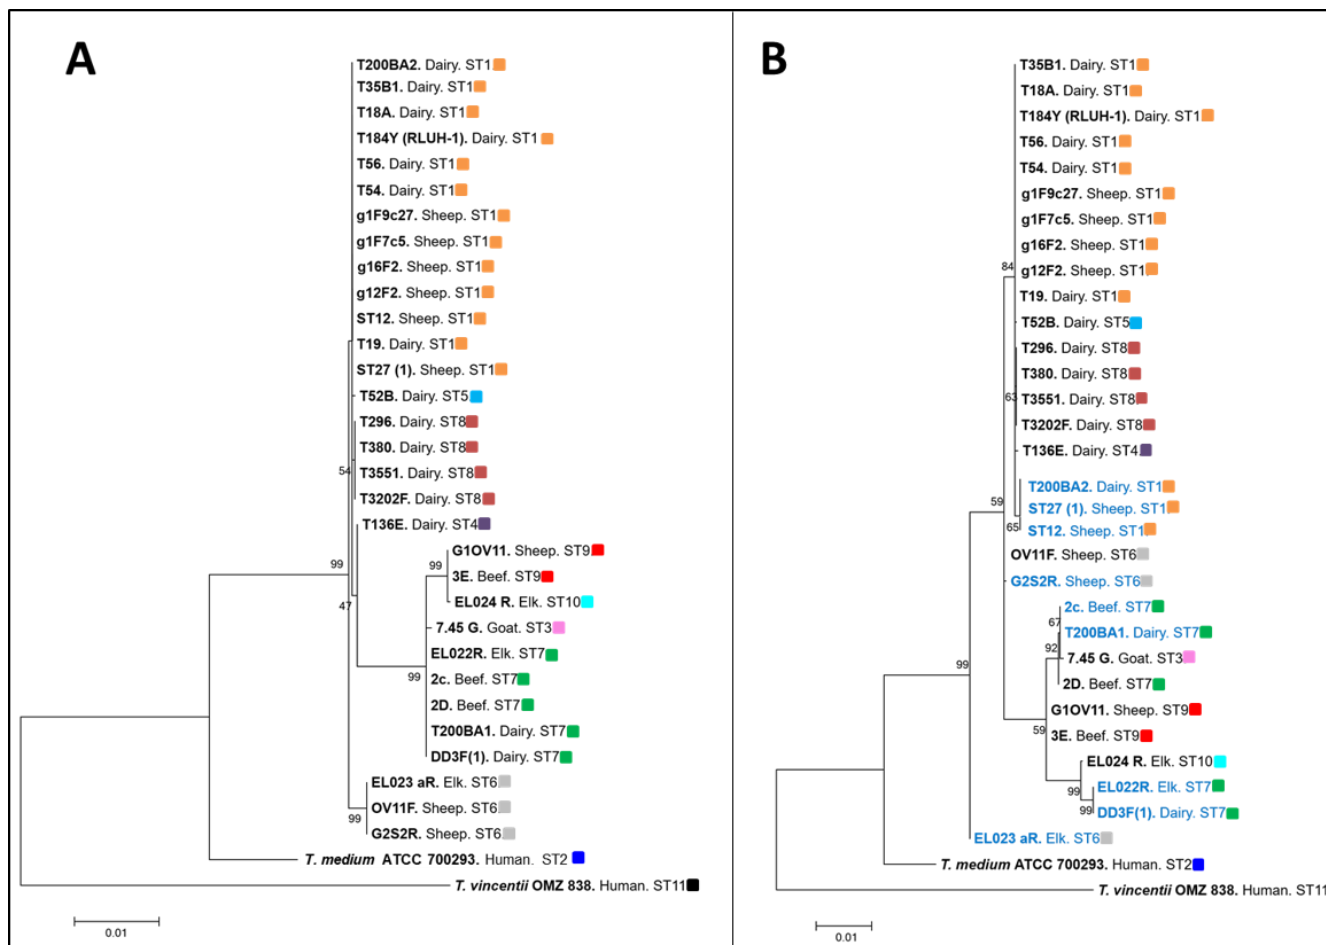 A
T200BA2. Dairy. ST1
T35B1. Dairy. ST1
T18A. Dairy. ST1
T184Y (RLUH-1). Dairy. ST1
T56. Dairy. ST1
T54. Dairy. ST1
g1F9c27. Sheep. ST1
g1F7c5. Sheep. ST1
g16F2. Sheep. ST1
g12F2. Sheep. ST1
ST12. Sheep. ST1
T19. Dairy. ST1
ST27 (1). Sheep. ST1
T52B. Dairy. ST5
T296. Dairy. ST8
T380. Dairy. ST8
54
T3551. Dairy. ST8
T3202F. Dairy. ST8
T136E. Dairy. ST4
G1OV11. Sheep. ST9
99
99
3E. Beef. ST9
EL024 R. Elk. ST10
47
7.45 G. Goat. ST3
EL022R. Elk. ST7
99
2c. Beef. ST7
2D. Beef. ST7
T200BA1. Dairy. ST7
DD3F(1). Dairy. ST7
EL023 aR. Elk. ST6
OV11F. Sheep. ST6
99
G2S2R. Sheep. ST6
T. medium ATCC 700293. Human. ST2
T. vincentii OMZ 838. Human. ST11
0.01
B
T35B1. Dairy. ST1
T18A. Dairy. ST1
T184Y (RLUH-1). Dairy. ST1
T56. Dairy. ST1
T54. Dairy. ST1
g1F9c27. Sheep. ST1
g1F7c5. Sheep. ST1
g16F2. Sheep. ST1
84
g12F2. Sheep. ST1
T19. Dairy. ST1
T52B. Dairy. ST5
T296. Dairy. ST8
T380. Dairy. ST8
63
T3551. Dairy. ST8
T3202F. Dairy. ST8
T136E. Dairy. ST4
T200BA2. Dairy. ST1
59
ST27 (1). Sheep. ST1
65
ST12. Sheep. ST1
OV11F. Sheep. ST6
G2S2R. Sheep. ST6
2c. Beef. ST7
67
T200BA1. Dairy. ST7
92
7.45 G. Goat. ST3
99
2D. Beef. ST7
G1OV11. Sheep. ST9
59
3E. Beef. ST9
EL024 R. Elk. ST10
99
EL022R. Elk. ST7
99
DD3F(1). Dairy. ST7
EL023 aR. Elk. ST6
T. medium ATCC 700293. Human. ST2
T. vincentii OMZ 838. Human. ST11
0.01